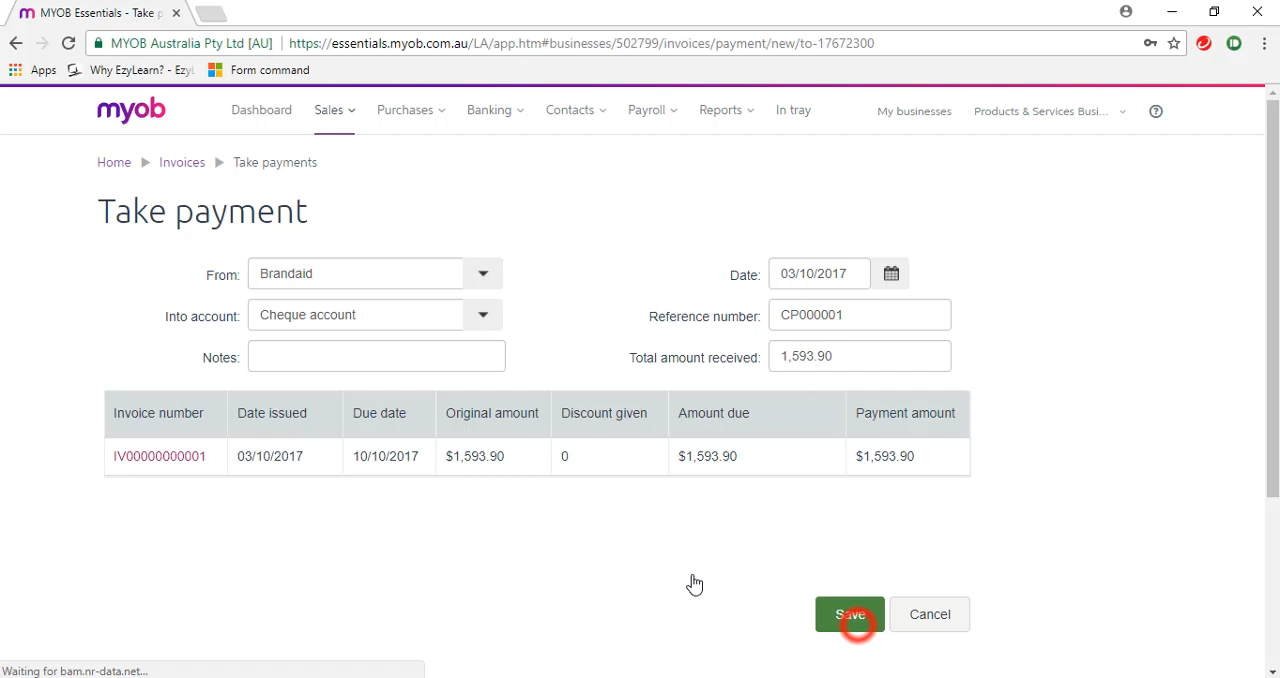 MYOB Essentials - Take p
MYOB Australia Pty Ltd [AU] https://essentials.myob.com.au/LA/app.htm#businesses/502799/invoices/payment/new/to-17672300
Apps Why EzyLearn? - Ezyl Form command
myob Dashboard Sales Purchases Banking Contacts Payroll Reports In tray My businesses Products & Services Busi... ?
Home Invoices Take payments
Take payment
From: Brandaid Date: 03/10/2017
Into account: Cheque account Reference number: CP000001
Notes: Total amount received: 1,593.90
Invoice number Date issued Due date Original amount Discount given Amount due Payment amount
IV00000000001 03/10/2017 10/10/2017 $1,593.90 0 $1,593.90 $1,593.90
Save Cancel
Waiting for bam.nr-data.net...